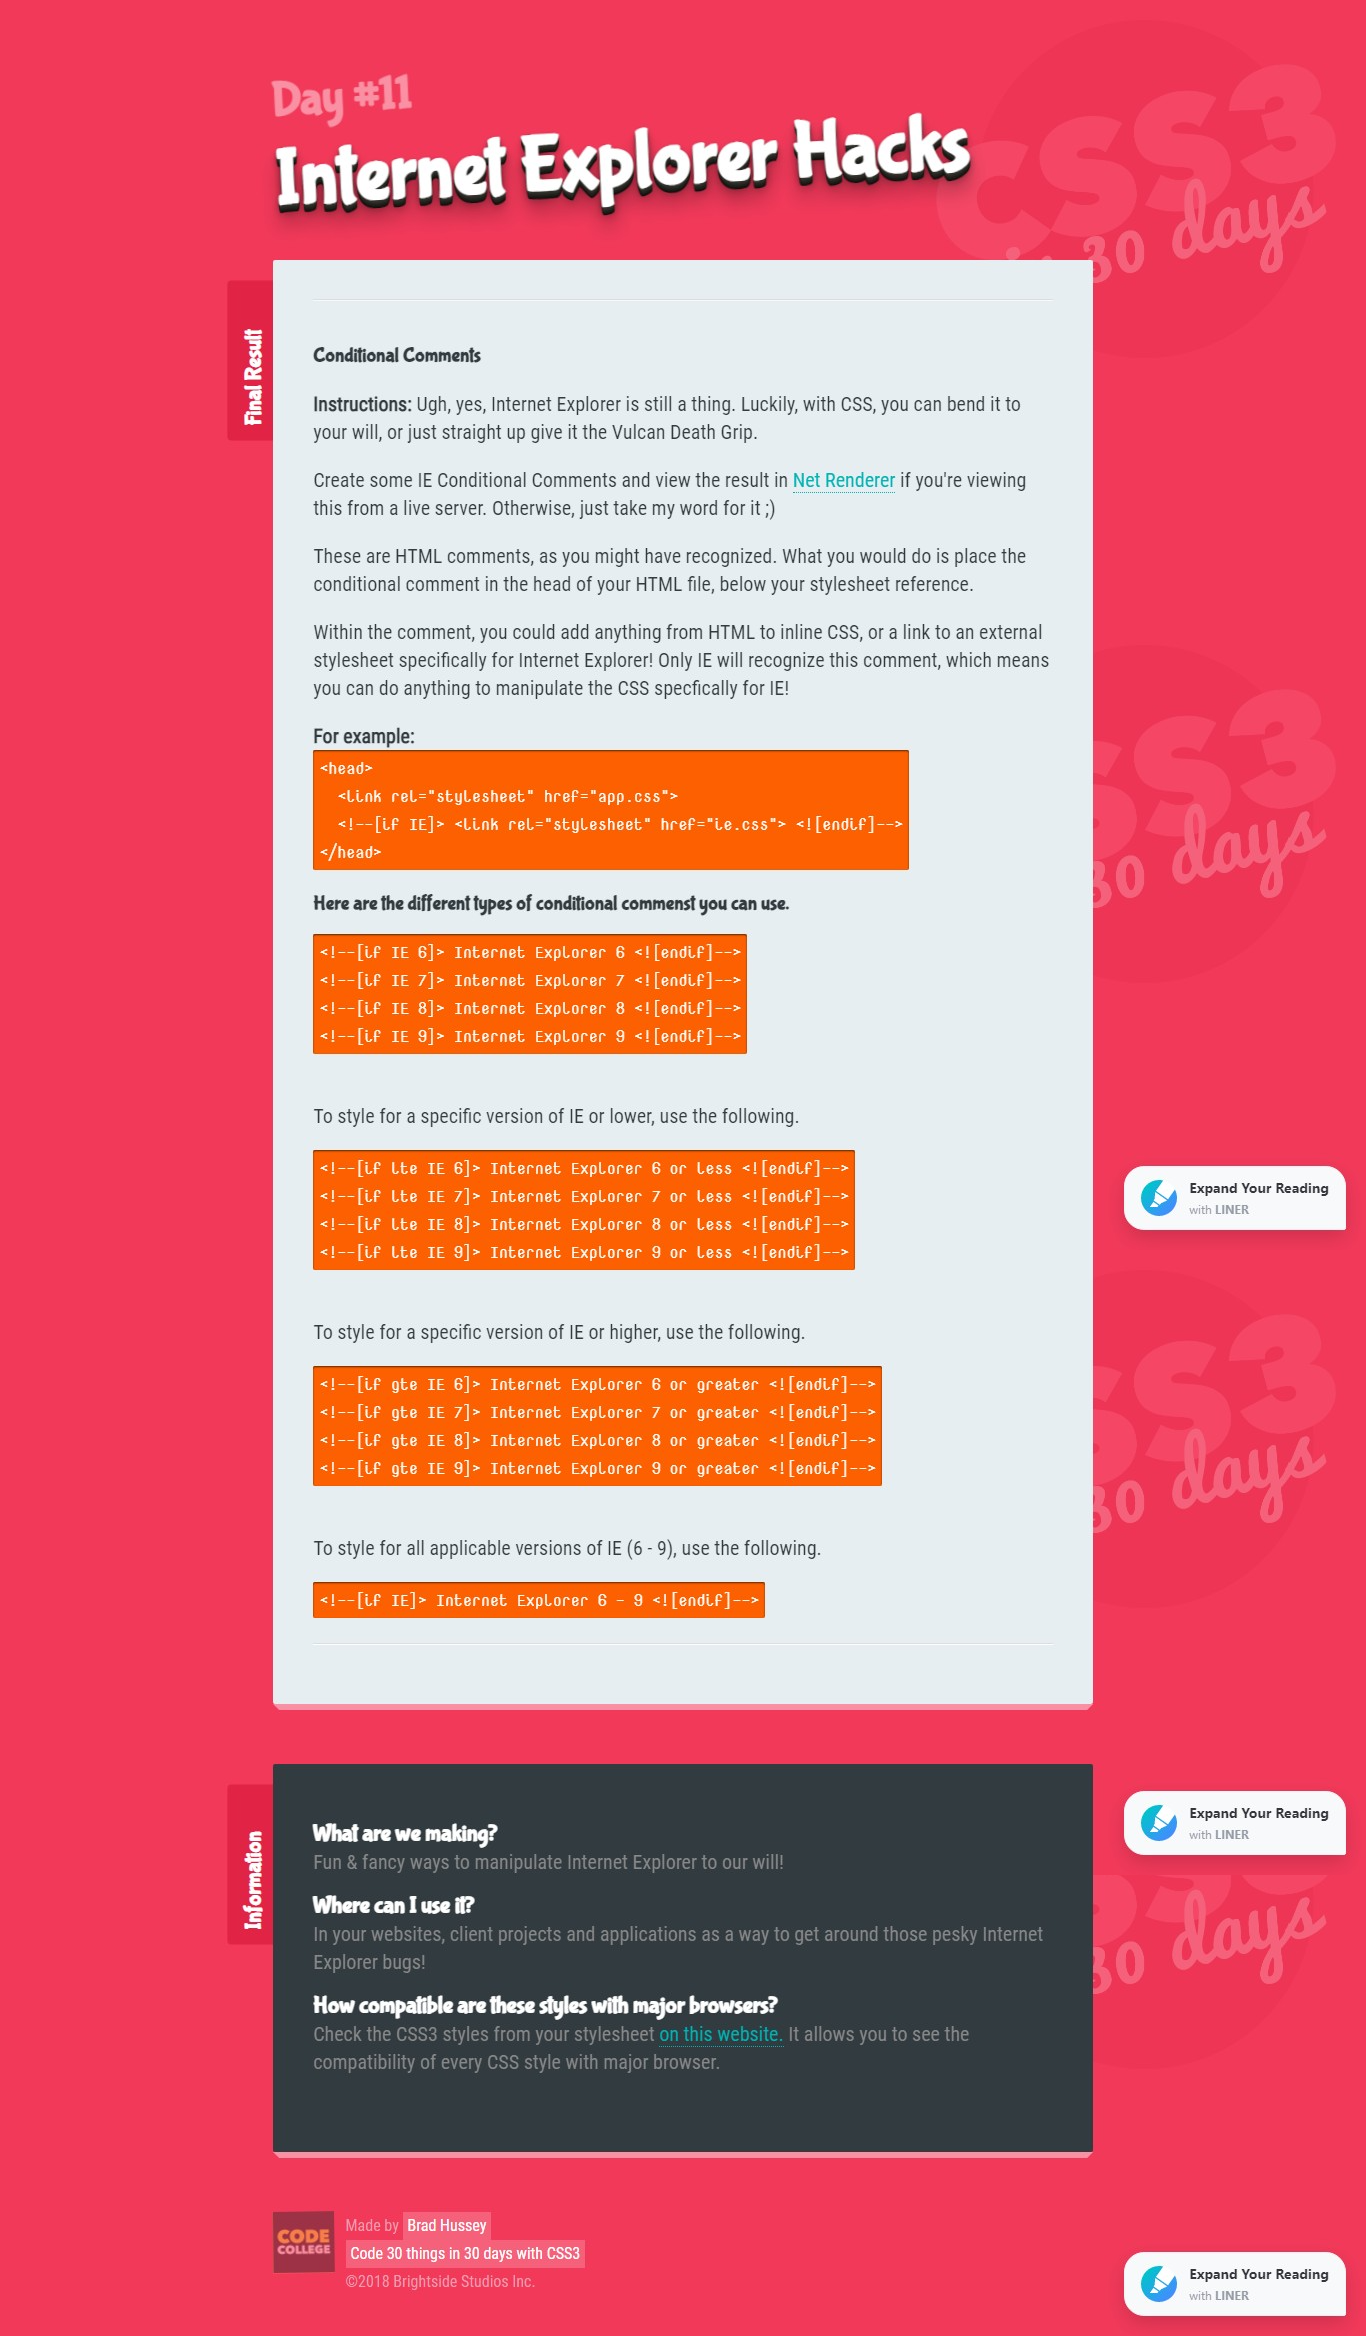 Day #11
Internet Explorer Hacks
CSS3
30 days
Final Result
Conditional Comments
Instructions: Ugh, yes, Internet Explorer is still a thing. Luckily, with CSS, you can bend it to
your will, or just straight up give it the Vulcan Death Grip.
Create some IE Conditional Comments and view the result in Net Renderer if you're viewing
this from a live server. Otherwise, just take my word for it ;)
These are HTML comments, as you might have recognized. What you would do is place the
conditional comment in the head of your HTML file, below your stylesheet reference.
Within the comment, you could add anything from HTML to inline CSS, or a link to an external
stylesheet specifically for Internet Explorer! Only IE will recognize this comment, which means
you can do anything to manipulate the CSS specfically for IE!
For example:
<head>
<link rel="stylesheet" href="app.css">
<!--[if IE]> <link rel="stylesheet" href="ie.css"> <![endif]-->
</head>
SS3
30 days
Here are the different types of conditional commenst you can use.
<!--[if IE 6]> Internet Explorer 6 <![endif]-->
<!--[if IE 7]> Internet Explorer 7 <![endif]-->
<!--[if IE 8]> Internet Explorer 8 <![endif]-->
<!--[if IE 9]> Internet Explorer 9 <![endif]-->
To style for a specific version of IE or lower, use the following.
<!--[if lte IE 6]> Internet Explorer 6 or less <![endif]-->
<!--[if lte IE 7]> Internet Explorer 7 or less <![endif]-->
<!--[if lte IE 8]> Internet Explorer 8 or less <![endif]-->
<!--[if lte IE 9]> Internet Explorer 9 or less <![endif]-->
Expand Your Reading
with LINER
To style for a specific version of IE or higher, use the following.
<!--[if gte IE 6]> Internet Explorer 6 or greater <![endif]-->
<!--[if gte IE 7]> Internet Explorer 7 or greater <![endif]-->
<!--[if gte IE 8]> Internet Explorer 8 or greater <![endif]-->
<!--[if gte IE 9]> Internet Explorer 9 or greater <![endif]-->
SS3
30 days
To style for all applicable versions of IE (6 - 9), use the following.
<!--[if IE]> Internet Explorer 6 - 9 <![endif]-->
Information
What are we making?
Fun & fancy ways to manipulate Internet Explorer to our will!
Where can I use it?
In your websites, client projects and applications as a way to get around those pesky Internet
Explorer bugs!
How compatible are these styles with major browsers?
Check the CSS3 styles from your stylesheet on this website. It allows you to see the
compatibility of every CSS style with major browser.
Expand Your Reading
with LINER
30 days
CODE
COLLEGE
Made by Brad Hussey
Code 30 things in 30 days with CSS3
©2018 Brightside Studios Inc.
Expand Your Reading
with LINER